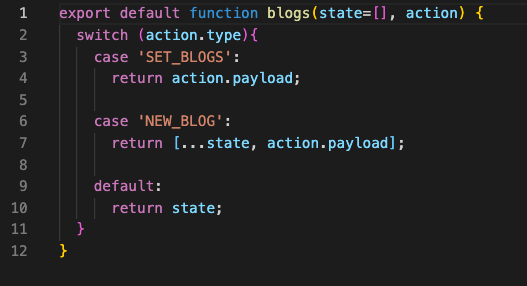 1 export default function blogs(state=[], action) {
2 switch (action.type){
3 case 'SET_BLOGS':
4 return action.payload;
5
6 case 'NEW_BLOG':
7 return [...state, action.payload];
8
9 default:
10 return state;
11 }
12 }